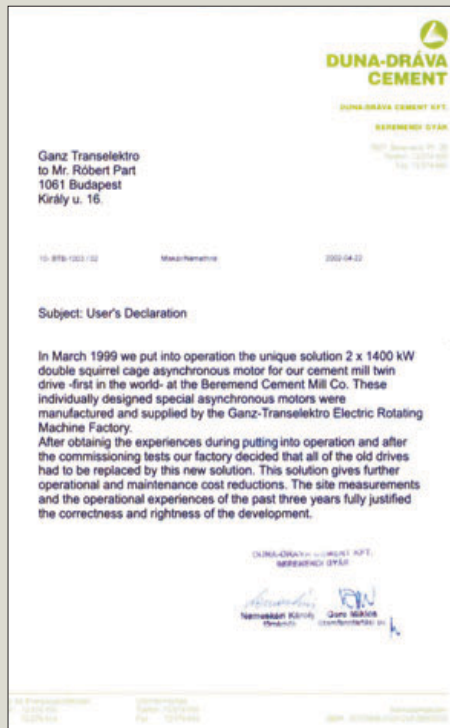 DUNA-DRÁVA
CEMENT
DUNA-DRÁVA CEMENT KFT.
BEREMENDI GYÁR
Ganz Transelektro
to Mr. Róbert Part
1061 Budapest
Király u. 16.
2002-04-22
Subject: User's Declaration
In March 1999 we put into operation the unique solution 2 x 1400 kW
double squirrel cage asynchronous motor for our cement mill twin
drive -first in the world- at the Beremend Cement Mill Co. These
individually designed special asynchronous motors were
manufactured and supplied by the Ganz-Transelektro Electric Rotating
Machine Factory.
After obtainig the experiences during putting into operation and after
the commissioning tests our factory decided that all of the old drives
had to be replaced by this new solution. This solution gives further
operational and maintenance cost reductions. The site measurements
and the operational experiences of the past three years fully justified
the correctness and rightness of the development.
DUNA-DRÁVA CEMENT KFT.
BEREMENDI GYÁR
Károly Miklós